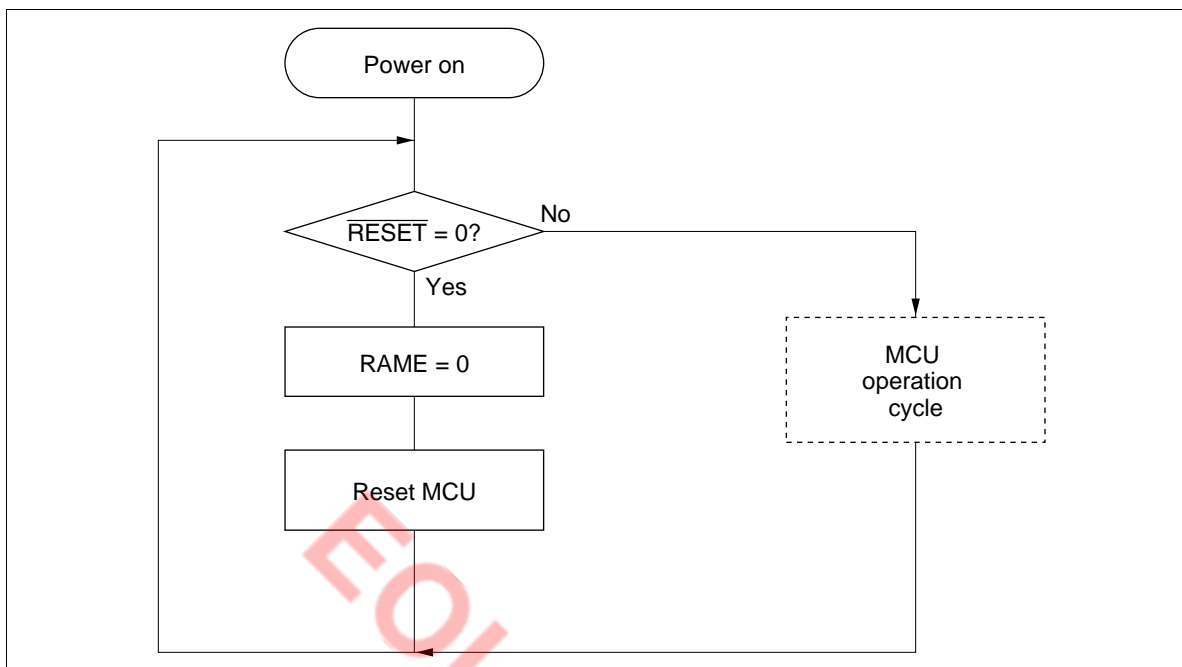 Power on
RESET = 0?
No
Yes
RAME = 0
MCU
operation
cycle
Reset MCU